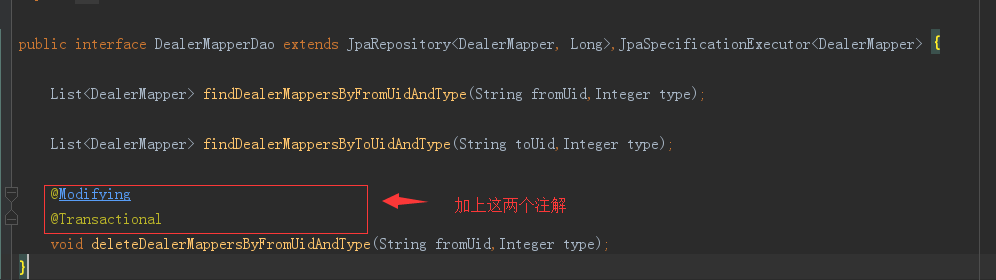 public interface DealerMapperDao extends JpaRepository<DealerMapper, Long>,JpaSpecificationExecutor<DealerMapper> {
List<DealerMapper> findDealerMappersByFromUidAndType(String fromUid,Integer type);
List<DealerMapper> findDealerMappersByToUidAndType(String toUid,Integer type);
@Modifying
加上这两个注解
@Transactional
void deleteDealerMappersByFromUidAndType(String fromUid,Integer type);
}